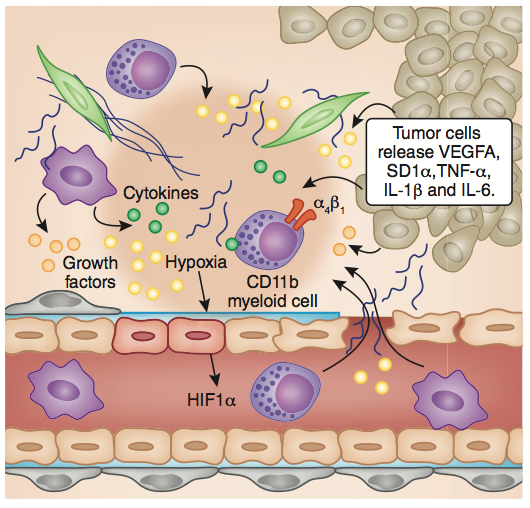 Tumor cells
release VEGFA,
SD1α,TNF-α,
IL-1β and IL-6.
Cytokines
α₄β₁
Growth
factors
Hypoxia
CD11b
myeloid cell
HIF1α